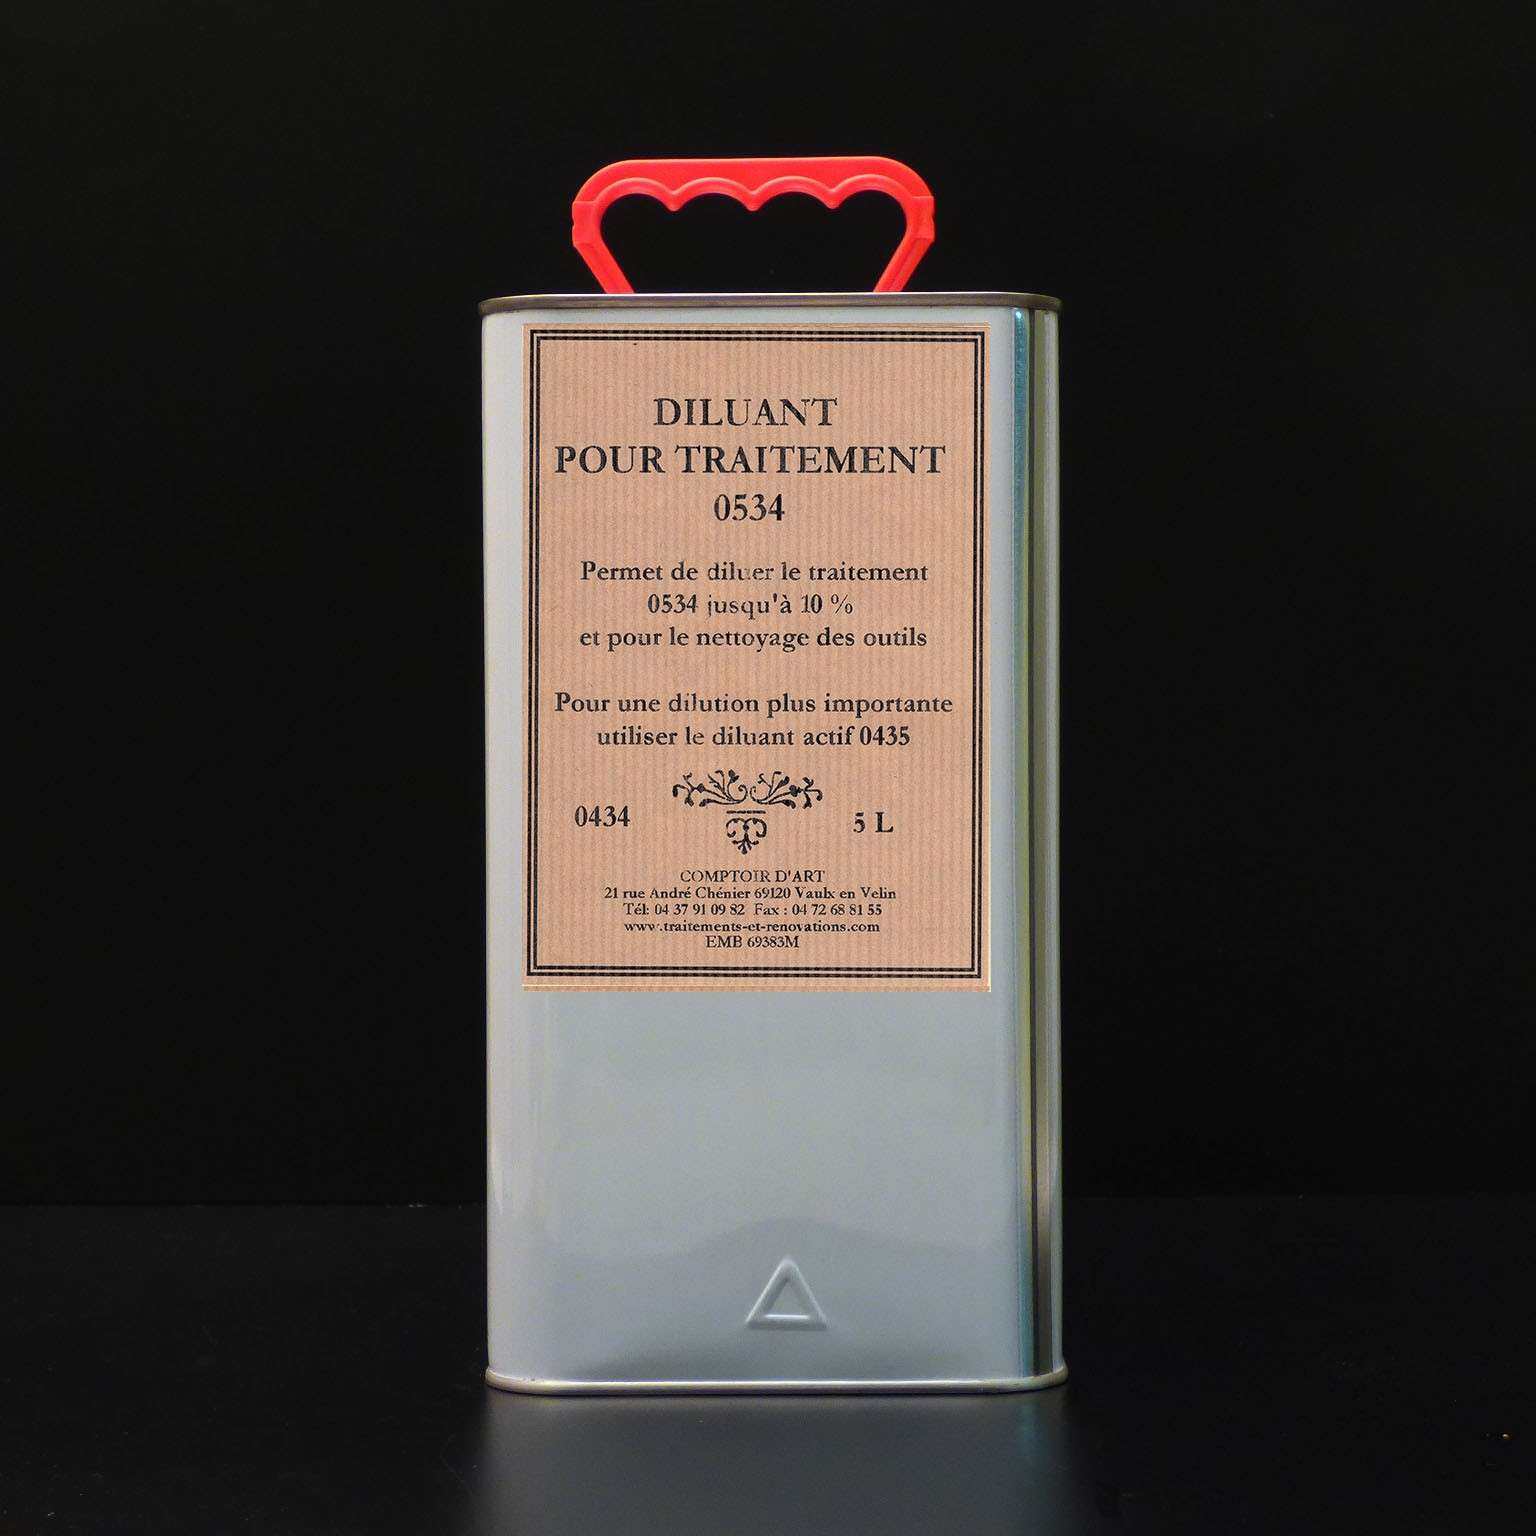 DILUANT
POUR TRAITEMENT
0534
Permet de diluer le traitement
0534 jusqu'à 10 %
et pour le nettoyage des outils
Pour une dilution plus importante
utiliser le diluant actif 0435
0434 5 L
COMPTOIR D'ART
21 rue André Chénier 69120 Vaulx en Velin
Tél: 04 37 91 09 82 Fax : 04 72 68 81 55
www.traitements-et-renovations.com
EMB 69383M